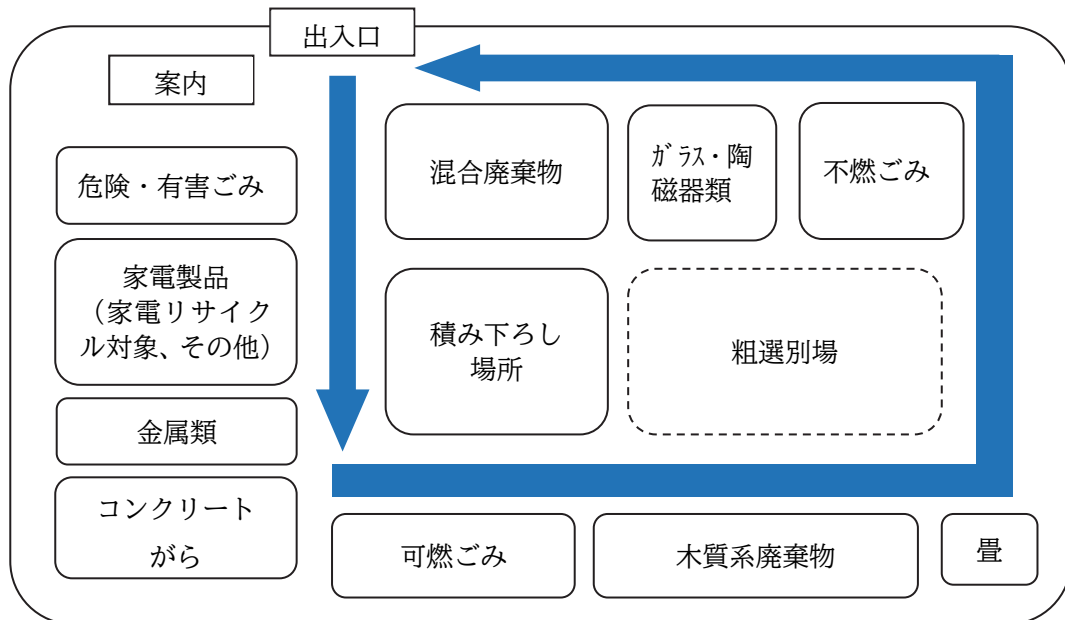 出入口
案内
危険・有害ごみ
家電製品
（家電リサイク
ル対象、その他）
金属類
コンクリート
がら
混合廃棄物
ｶﾞﾗｽ・陶
磁器類
不燃ごみ
積み下ろし
場所
粗選別場
可燃ごみ
木質系廃棄物
畳